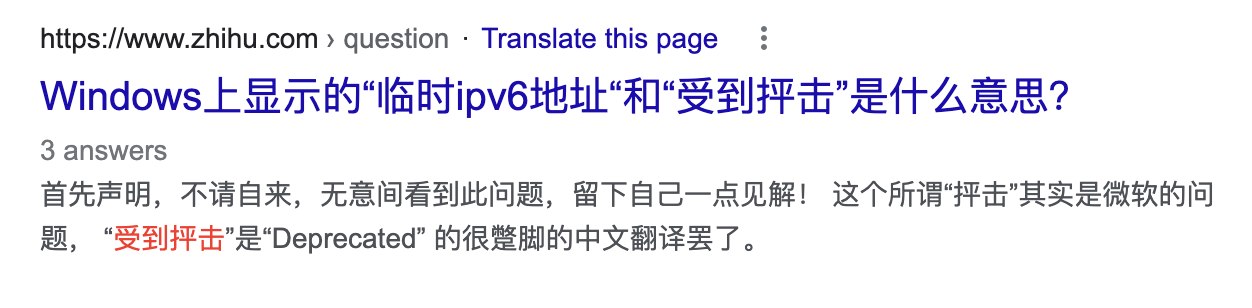 https://www.zhihu.com › question · Translate this page
Windows上显示的“临时ipv6地址“和“受到抨击”是什么意思?
3 answers
首先声明，不请自来，无意间看到此问题，留下自己一点见解！ 这个所谓“抨击”其实是微软的问
题， “受到抨击”是“Deprecated” 的很蹩脚的中文翻译罢了。